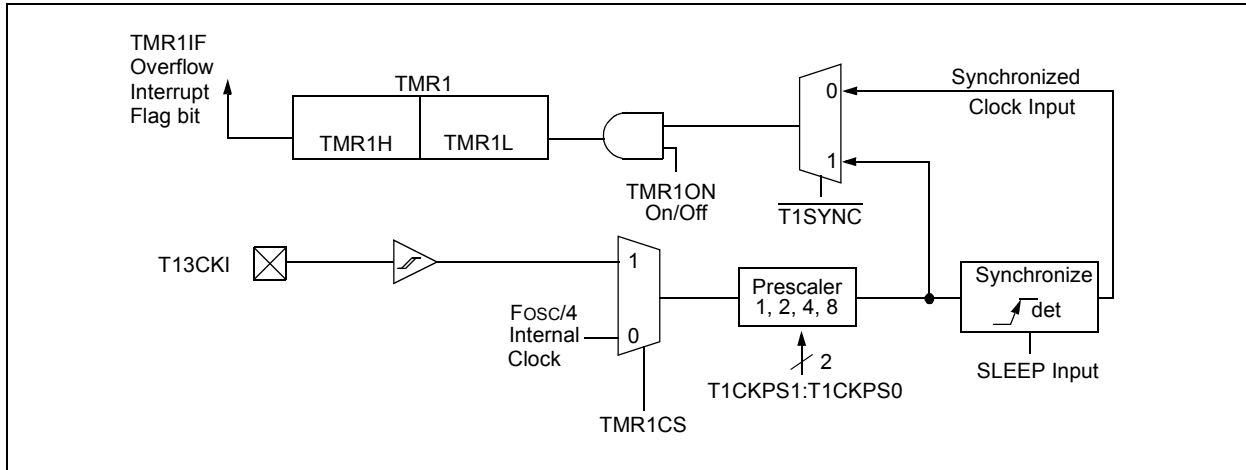 TMR1IF
Overflow
Interrupt
Flag bit
TMR1
TMR1H
TMR1L
TMR1ON
On/Off
0
1
T1SYNC
Synchronized
Clock Input
T13CKI
1
0
FOSC/4
Internal
Clock
TMR1CS
Prescaler
1, 2, 4, 8
2
T1CKPS1:T1CKPS0
Synchronize
det
SLEEP Input